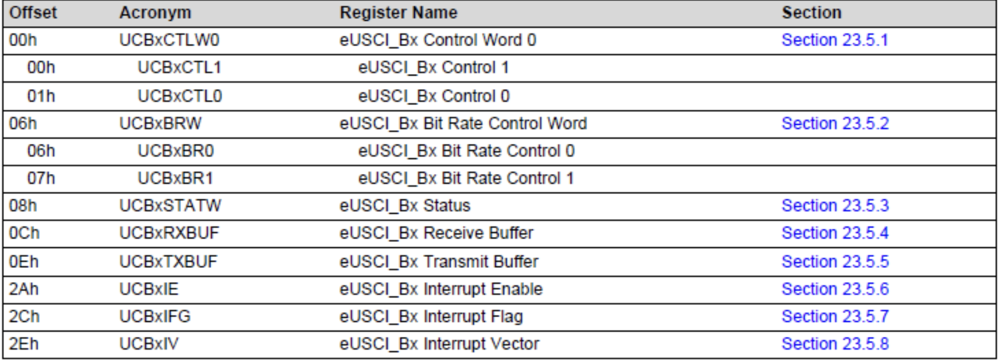 Offset Acronym Register Name Section
00h UCBxCTLW0 eUSCI_Bx Control Word 0 Section 23.5.1
00h UCBxCTL1 eUSCI_Bx Control 1
01h UCBxCTL0 eUSCI_Bx Control 0
06h UCBxBRW eUSCI_Bx Bit Rate Control Word Section 23.5.2
06h UCBxBR0 eUSCI_Bx Bit Rate Control 0
07h UCBxBR1 eUSCI_Bx Bit Rate Control 1
08h UCBxSTATW eUSCI_Bx Status Section 23.5.3
0Ch UCBxRXBUF eUSCI_Bx Receive Buffer Section 23.5.4
0Eh UCBxTXBUF eUSCI_Bx Transmit Buffer Section 23.5.5
2Ah UCBxIE eUSCI_Bx Interrupt Enable Section 23.5.6
2Ch UCBxIFG eUSCI_Bx Interrupt Flag Section 23.5.7
2Eh UCBxIV eUSCI_Bx Interrupt Vector Section 23.5.8